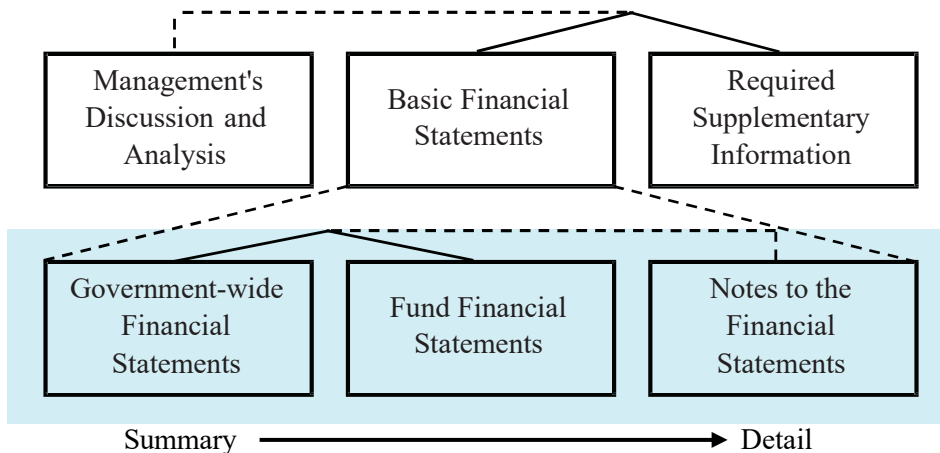 Management's
Discussion and
Analysis
Basic Financial
Statements
Required
Supplementary
Information
Government-wide
Financial
Statements
Fund Financial
Statements
Notes to the
Financial
Statements
Summary
Detail